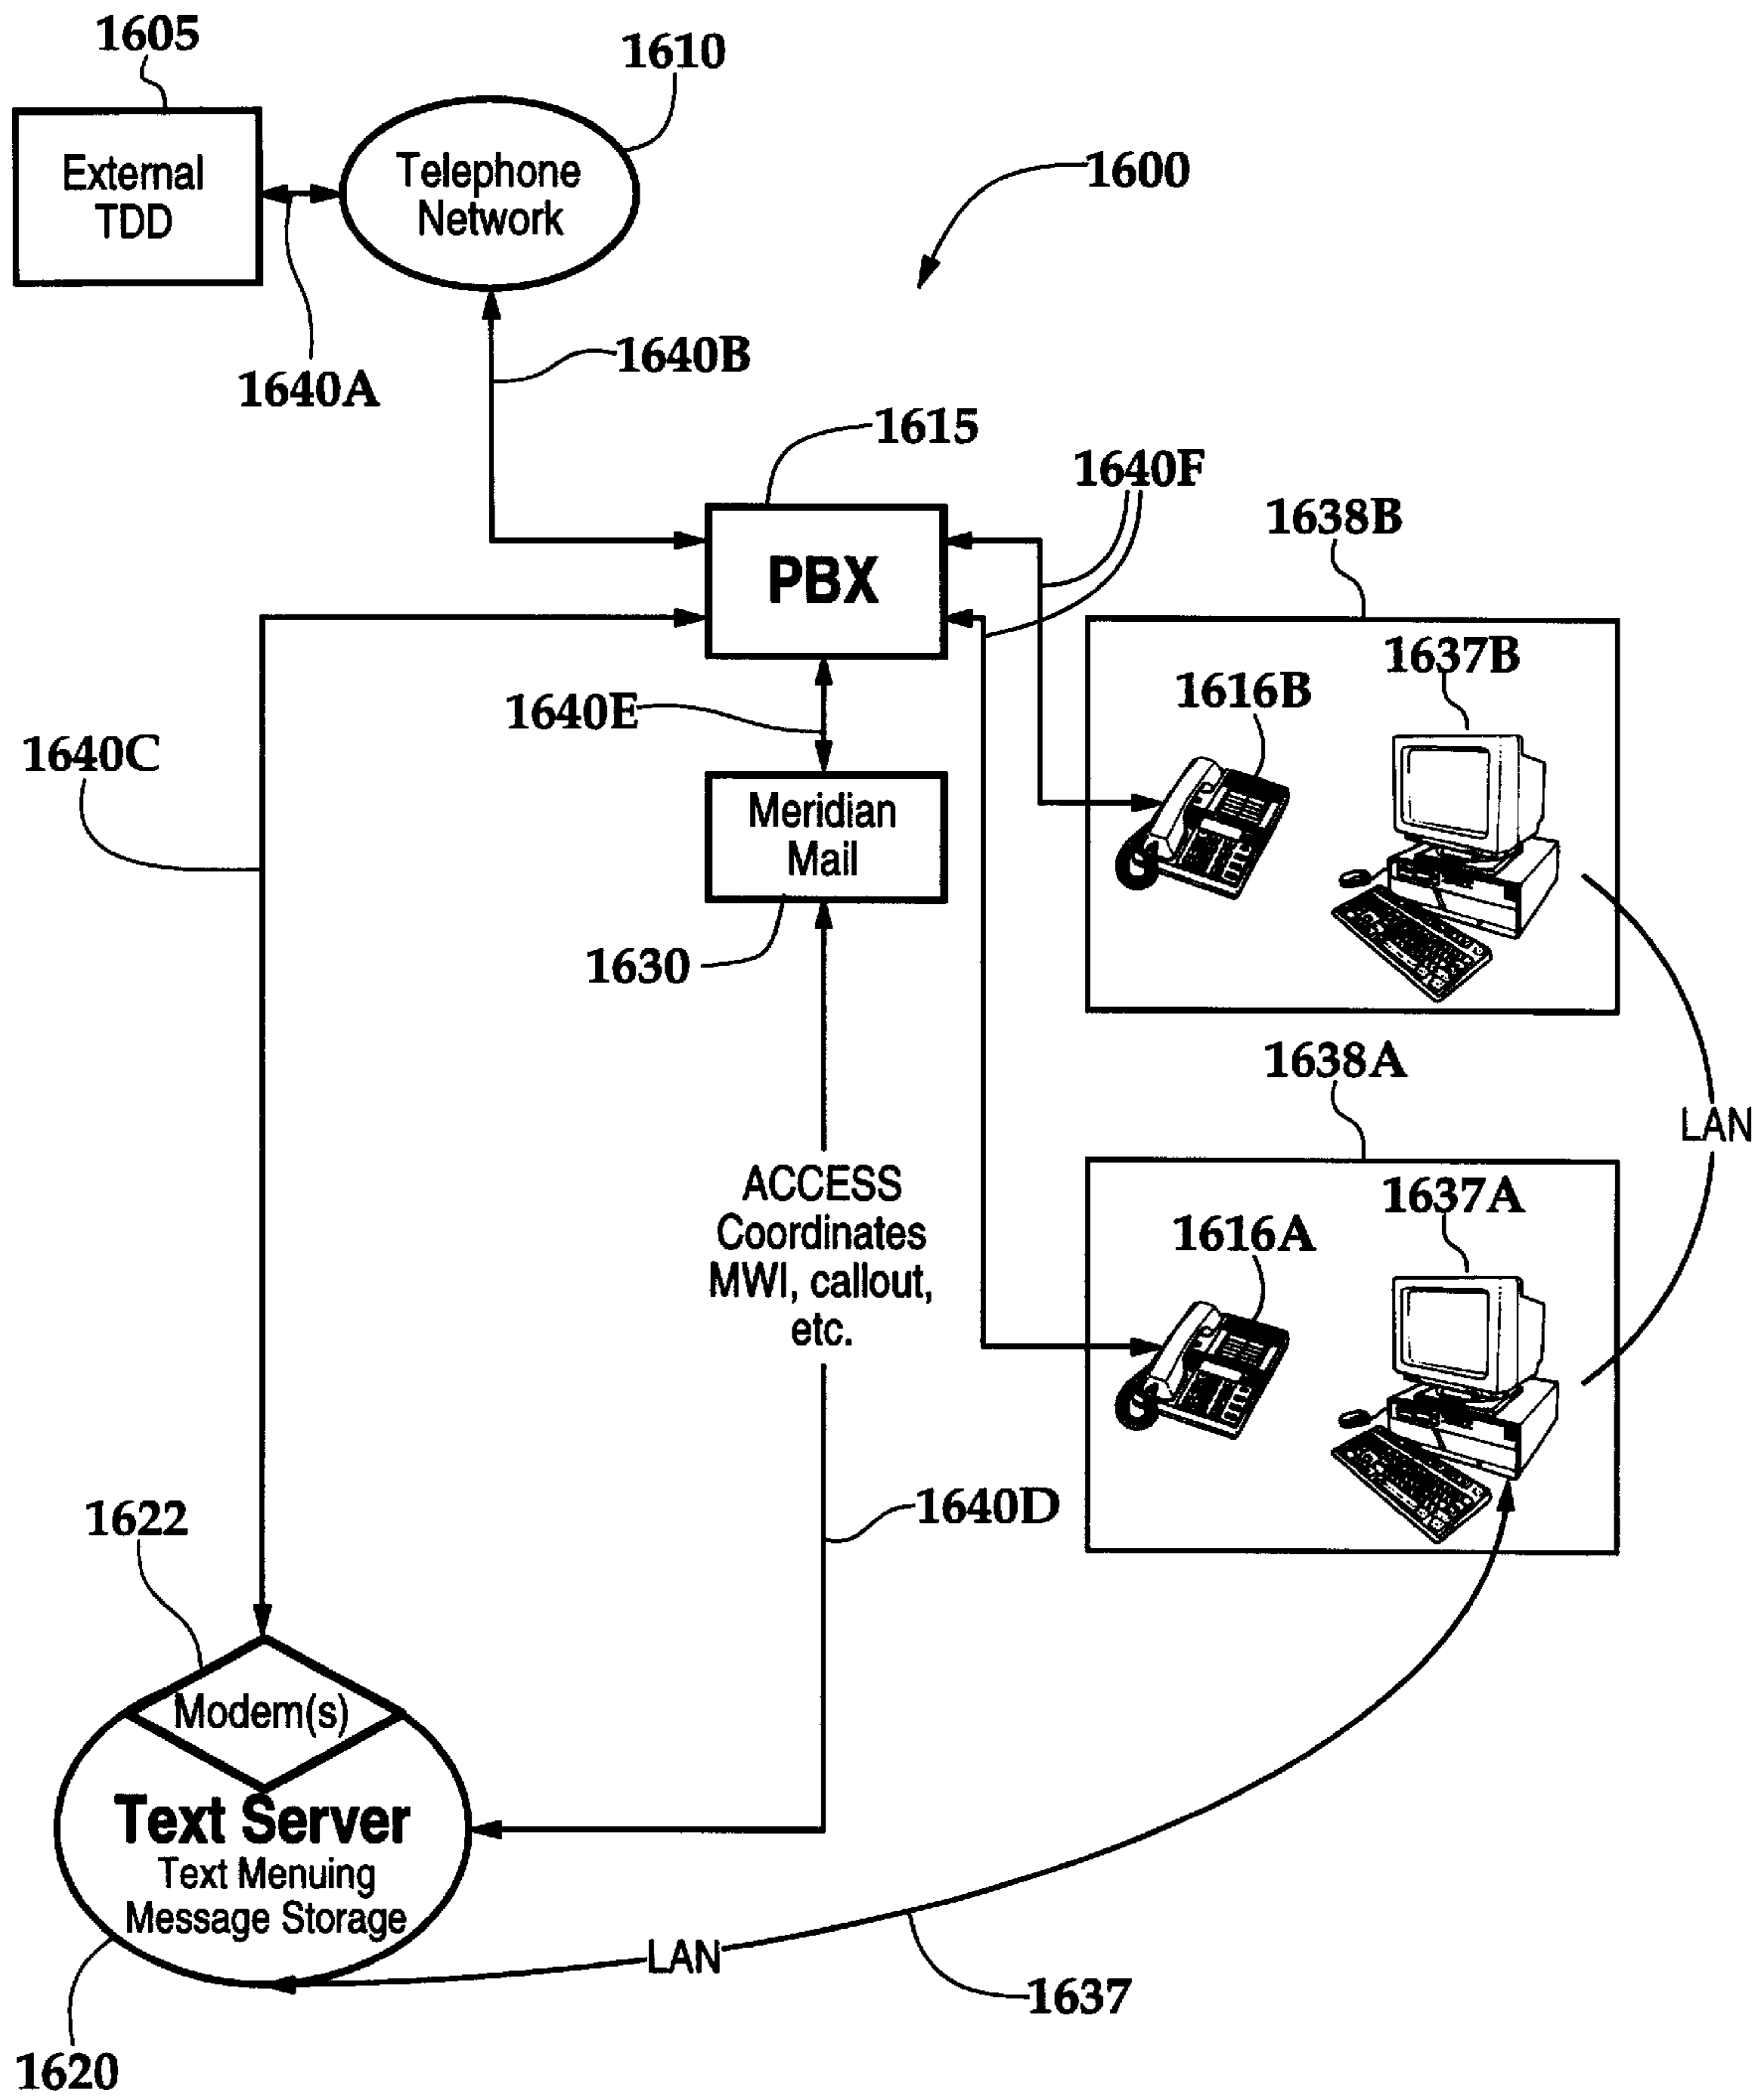 1605
1610
External
TDD
Telephone
Network
1600
1640A
1640B
1615
1640F
1638B
PBX
1637B
1616B
1640E
1640C
Meridian
Mail
1630
1638A
LAN
ACCESS
Coordinates
MWI, callout,
etc.
1637A
1616A
1622
1640D
Modem(s)
Text Server
Text Menuing
Message Storage
LAN
1637
1620